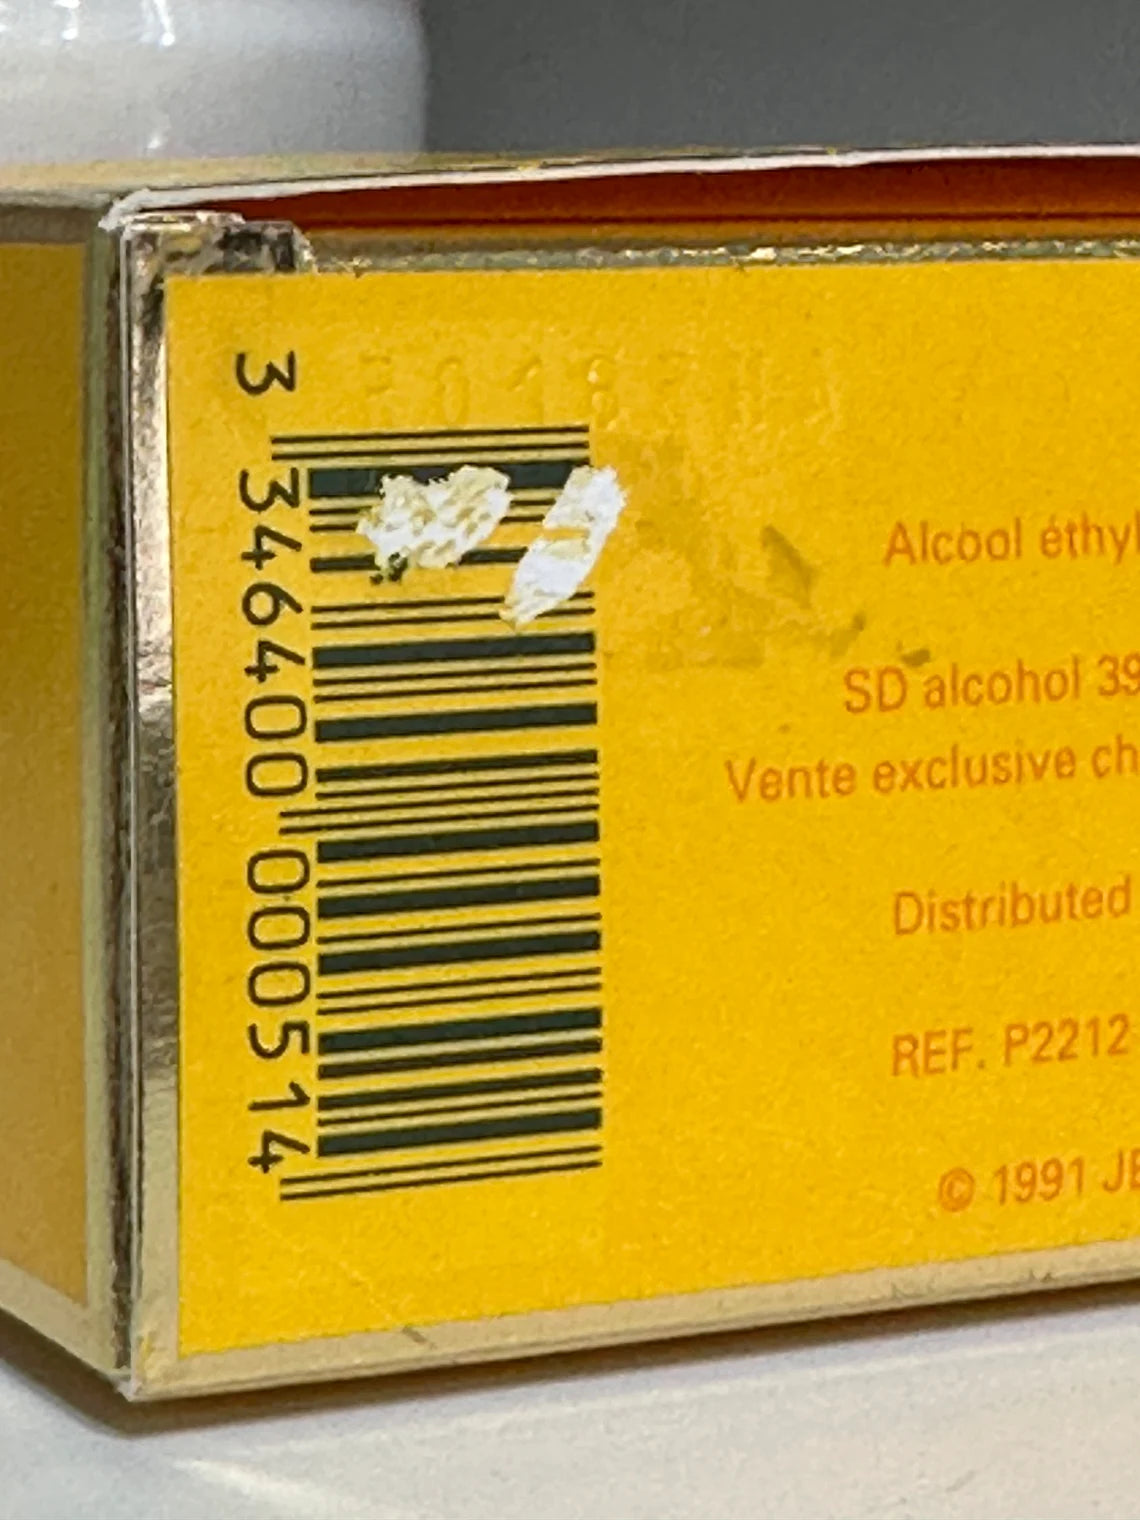 3 346400 000514
Alcool éthyl
SD alcohol 39
Vente exclusive ch
Distributed
REF. P2212
© 1991 JE